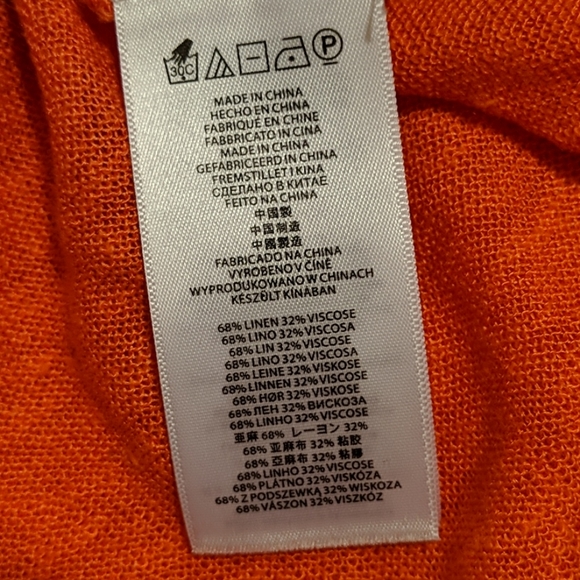 30C P
MADE IN CHINA
HECHO EN CHINA
FABRIQUÉ EN CHINE
FABBRICATO IN CINA
MADE IN CHINA
GEFABRICEERD IN CHINA
FREMSTILLET I KINA
СДЕЛАНО В КИТАЕ
FEITO NA CHINA
中国製
中国制造
中國製造
FABRICADO NA CHINA
VYROBENO V ČÍNĚ
WYPRODUKOWANO W CHINACH
KÉSZÜLT KÍNÁBAN
68% LINEN 32% VISCOSE
68% LINO 32% VISCOSA
68% LIN 32% VISCOSE
68% LINO 32% VISCOSA
68% LEINE 32% VISKOSE
68% LINNEN 32% VISCOSE
68% HØR 32% VISKOSE
68% ЛЕН 32% ВИСКОЗА
68% LINHO 32% VISCOSE
亜麻 68% レーヨン 32%
68% 亚麻布 32% 粘胶
68% 亞麻布 32% 粘膠
68% LINHO 32% VISCOSE
68% PLÁTNO 32% VISKOSE
68% Z PODSZEWKĄ 32% WISKOZA
68% VÁSZON 32% VISZKÓZ